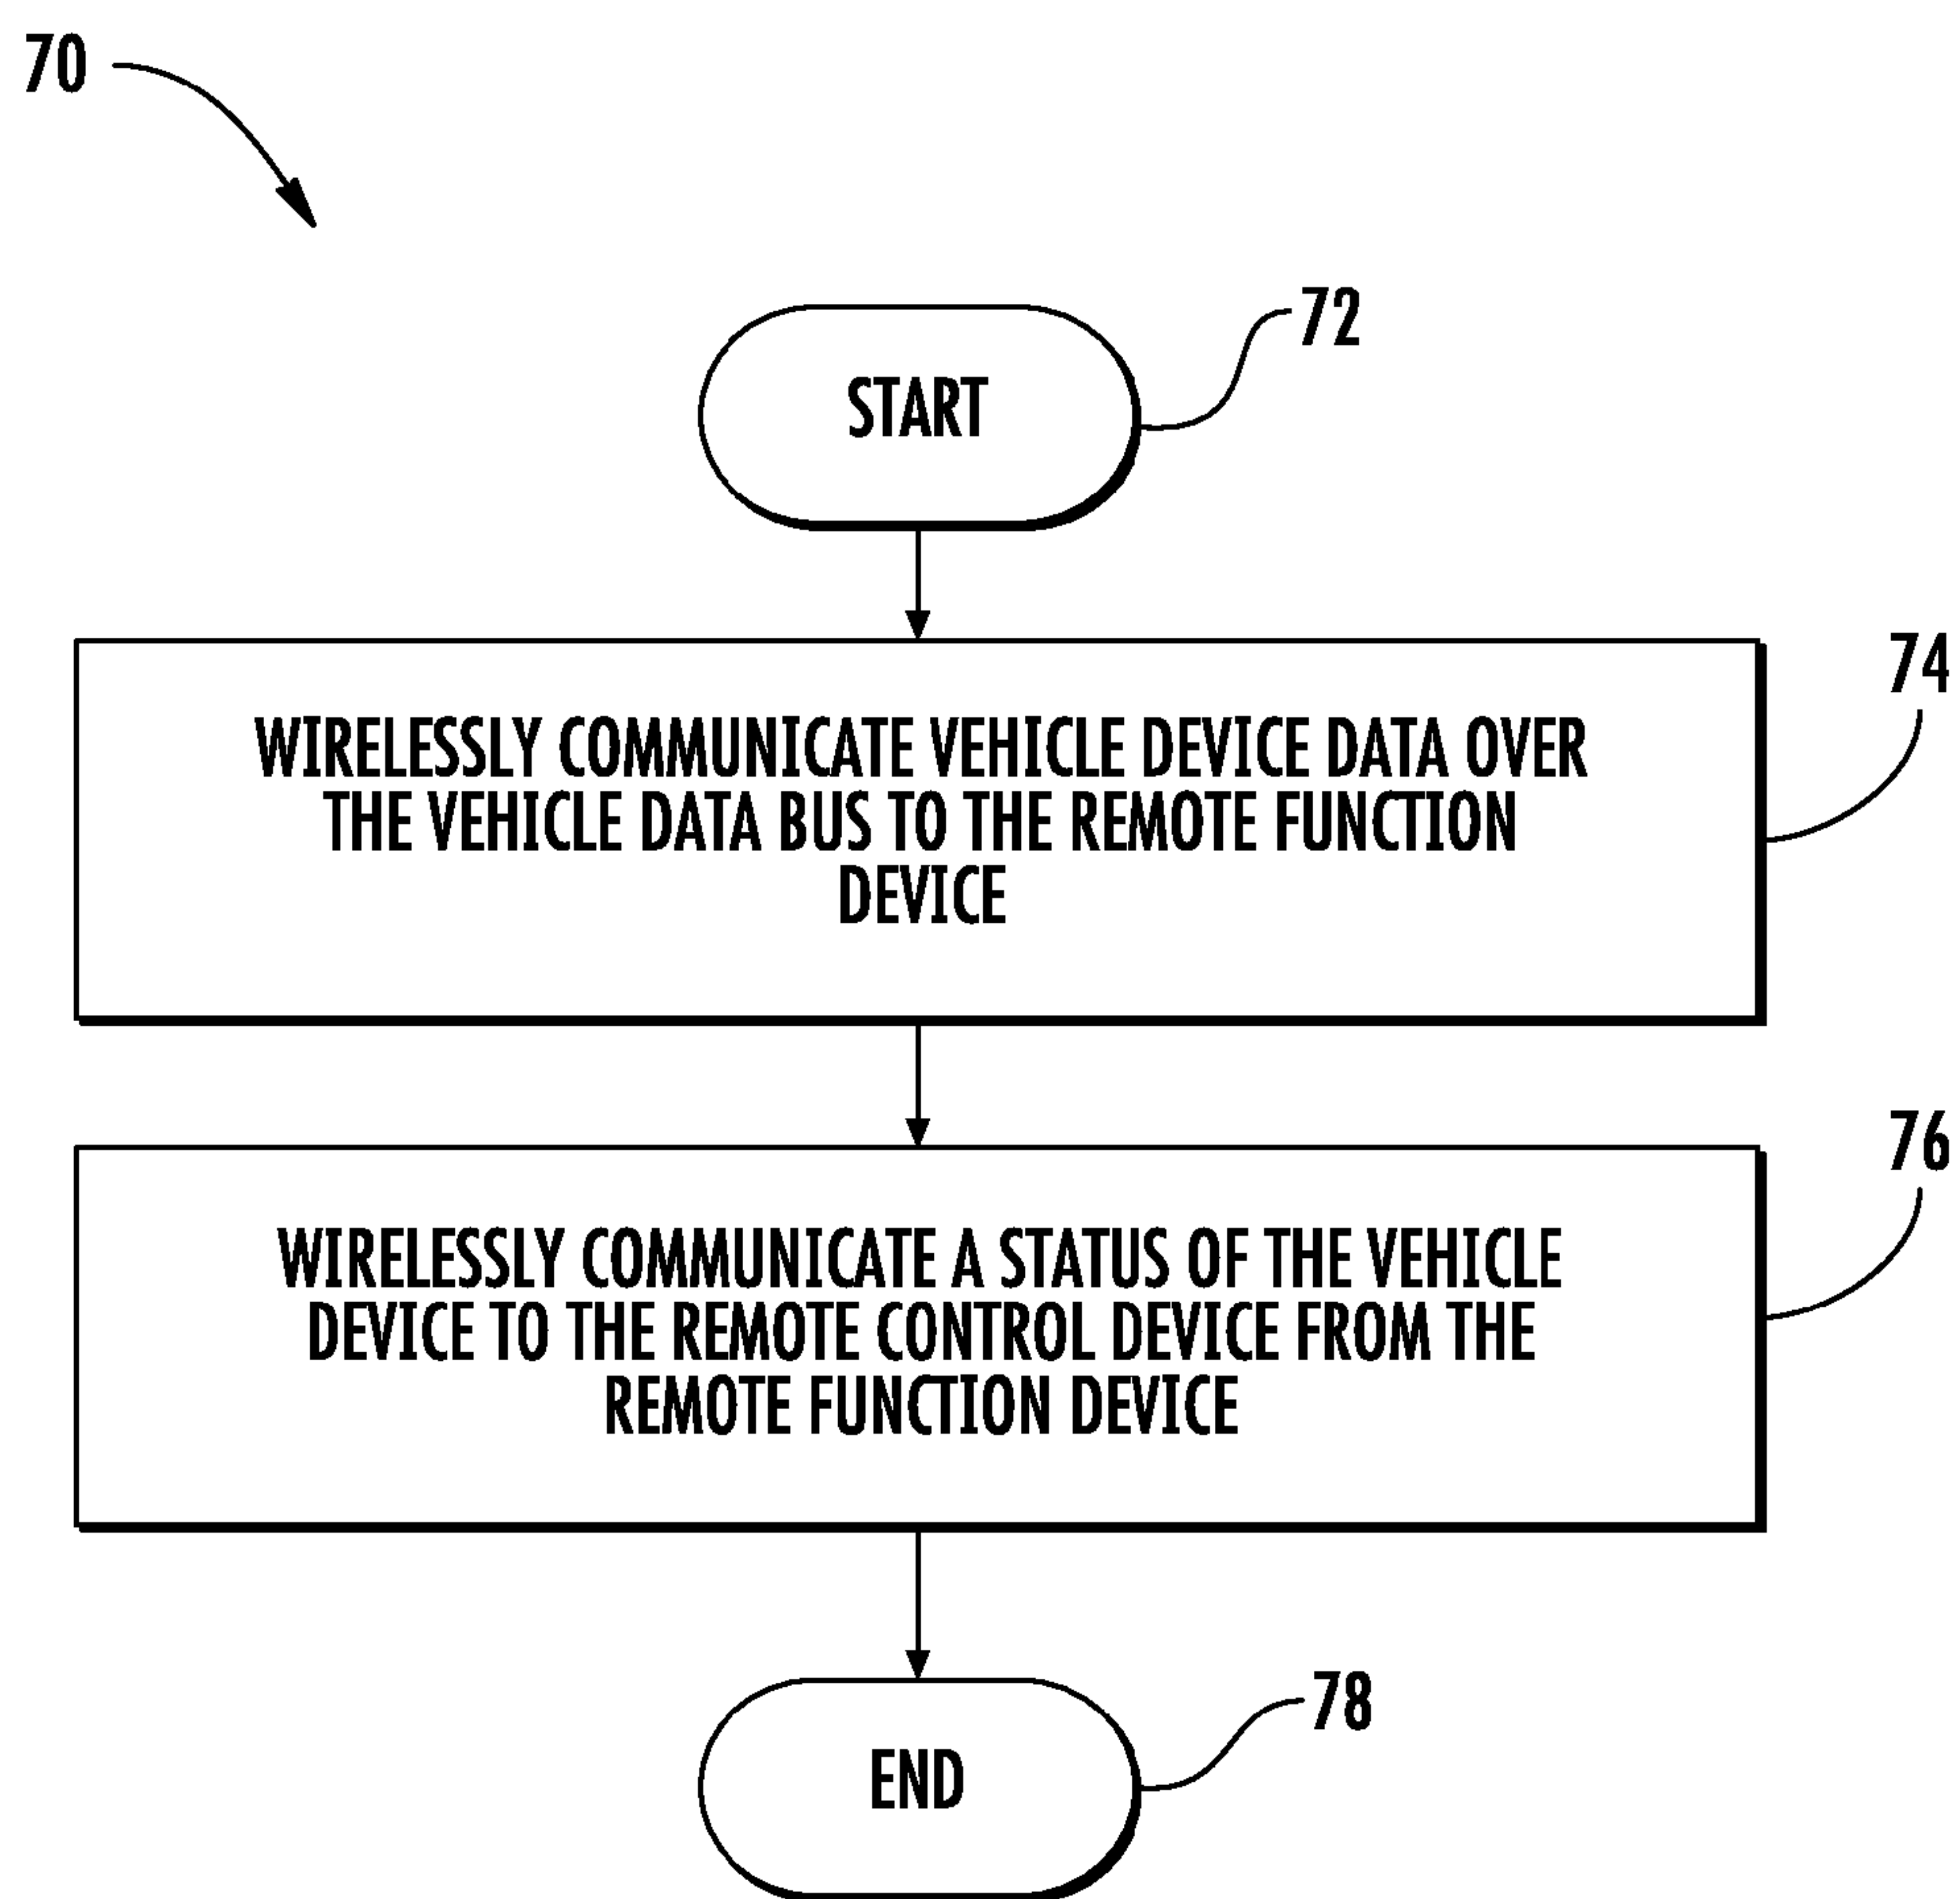 70
72
START
74
WIRELESSLY COMMUNICATE VEHICLE DEVICE DATA OVER
THE VEHICLE DATA BUS TO THE REMOTE FUNCTION
DEVICE
76
WIRELESSLY COMMUNICATE A STATUS OF THE VEHICLE
DEVICE TO THE REMOTE CONTROL DEVICE FROM THE
REMOTE FUNCTION DEVICE
78
END